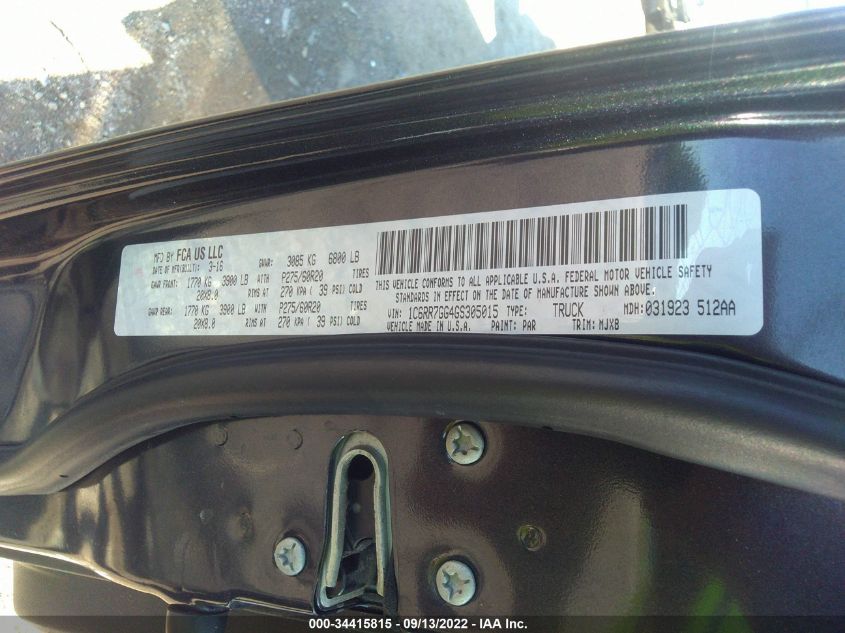 MFD BY FCA US LLC
DATE OF MFR(BUILT): 3-16 GWWR: 3085 KG 6800 LB
GAWR FRONT: 1770 KG 3900 LB WITH P275/60R20 TIRES
20X8.0 RIMS AT 270 KPA ( 39 PSI) COLD
GAWR REAR: 1770 KG 3900 LB WITH P275/60R20 TIRES
20X8.0 RIMS AT 270 KPA ( 39 PSI) COLD
THIS VEHICLE CONFORMS TO ALL APPLICABLE U.S.A. FEDERAL MOTOR VEHICLE SAFETY
STANDARDS IN EFFECT ON THE DATE OF MANUFACTURE SHOWN ABOVE.
VIN: 1C6RR7GG4GS305015 TYPE: TRUCK MDH: 031923 512AA
VEHICLE MADE IN U.S.A. PAINT: PAR TRIM: MJXB
000-34415815 - 09/13/2022 - IAA Inc.